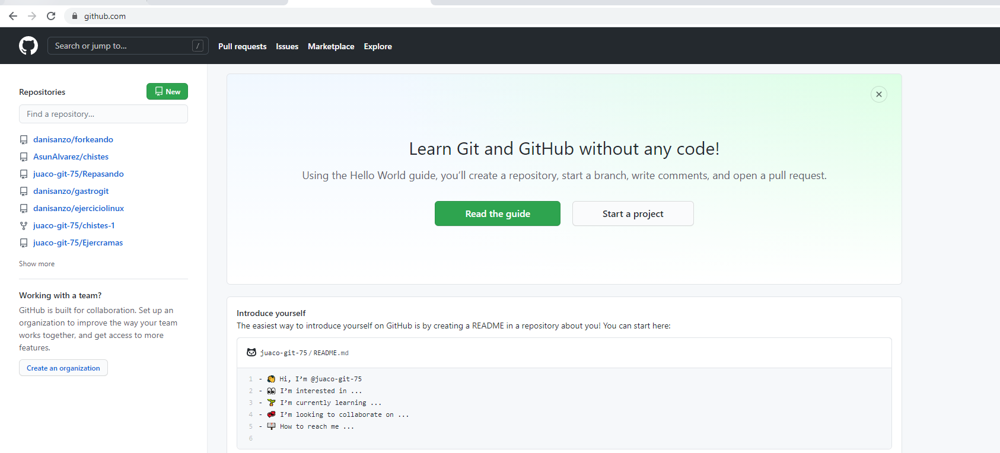 github.com
Search or jump to...
/
Pull requests
Issues
Marketplace
Explore
Repositories
New
Find a repository...
danisanzo/forkeando
AsunAlvarez/chistes
juaco-git-75/Repasando
danisanzo/gastrogit
danisanzo/ejerciciolinux
juaco-git-75/chistes-1
juaco-git-75/Ejercramas
Show more
Working with a team?
GitHub is built for collaboration. Set up an
organization to improve the way your team
works together, and get access to more
features.
Create an organization
Learn Git and GitHub without any code!
Using the Hello World guide, you’ll create a repository, start a branch, write comments, and open a pull request.
Read the guide
Start a project
Introduce yourself
The easiest way to introduce yourself on GitHub is by creating a README in a repository about you! You can start here:
juaco-git-75/README.md
1 - 👋 Hi, I’m @juaco-git-75
2 - 👀 I’m interested in ...
3 - 🌱 I’m currently learning ...
4 - 💞️ I’m looking to collaborate on ...
5 - 📫 How to reach me ...
6